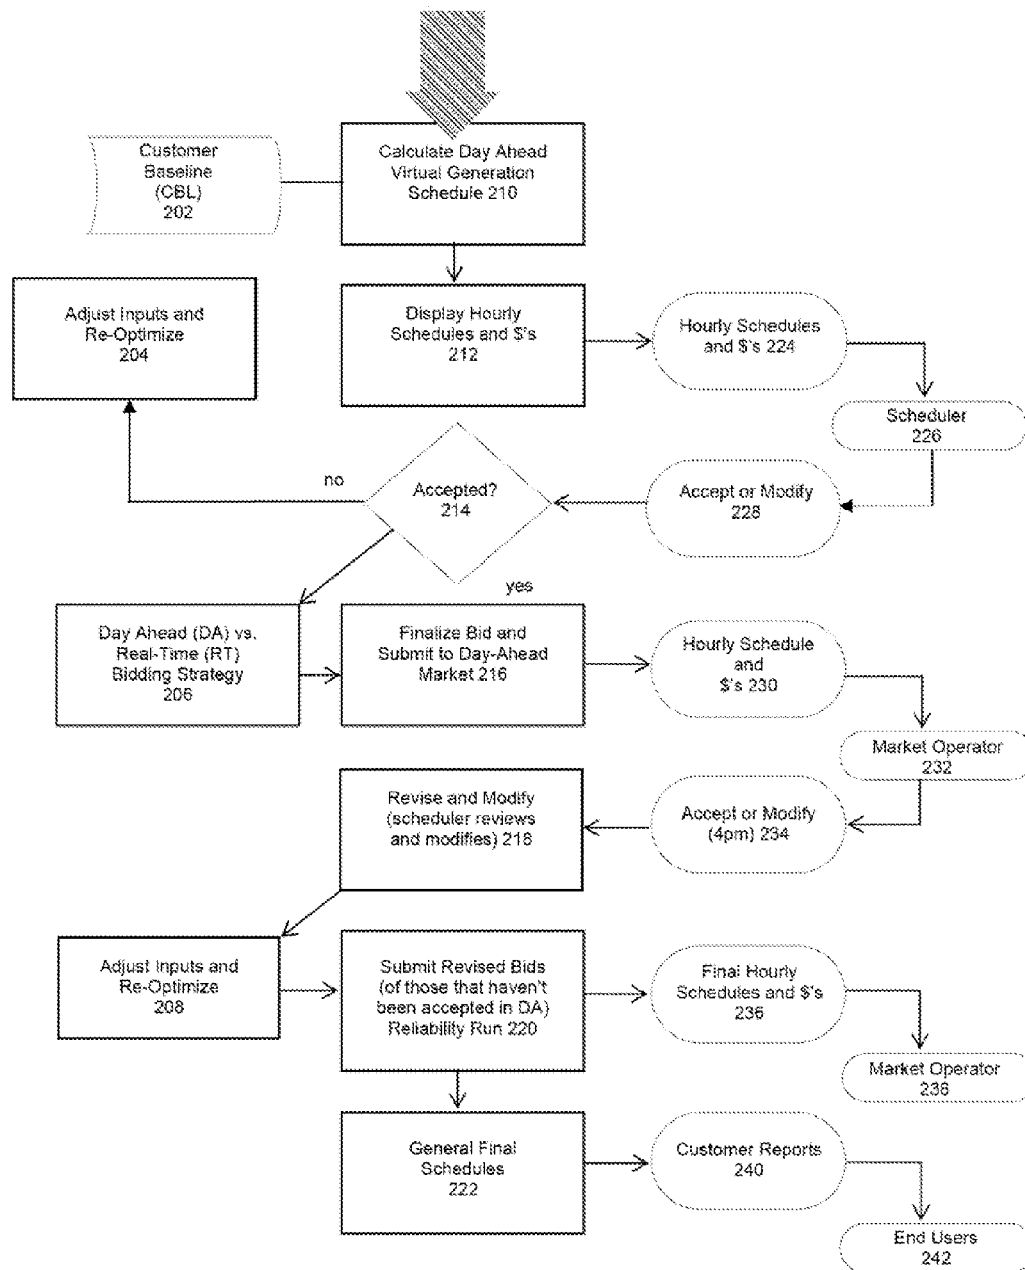 Calculate Day Ahead
Virtual Generation
Schedule 210
Customer
Baseline
(CBL)
202
Adjust Inputs and
Re-Optimize
204
Display Hourly
Schedules and $'s
212
Hourly Schedules
and $'s 224
Scheduler
226
no
Accepted?
214
Accept or Modify
228
yes
Day Ahead (DA) vs.
Real-Time (RT)
Bidding Strategy
206
Finalize Bid and
Submit to Day-Ahead
Market 216
Hourly Schedule
and
$'s 230
Market Operator
232
Revise and Modify
(scheduler reviews
and modifies) 218
Accept or Modify
(4pm) 234
Adjust Inputs and
Re-Optimize
208
Submit Revised Bids
(of those that haven't
been accepted in DA)
Reliability Run 220
Final Hourly
Schedules and $'s
236
Market Operator
238
General Final
Schedules
222
Customer Reports
240
End Users
242